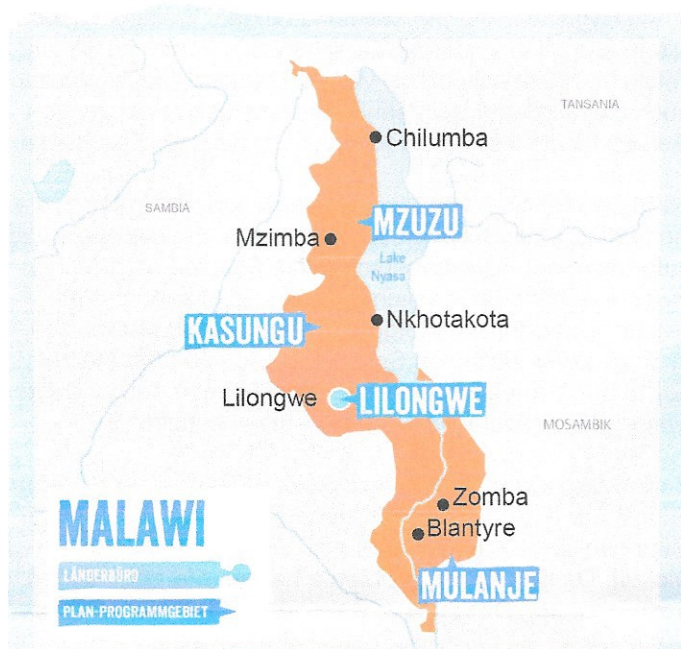 TANSANIA
Chilumba
SAMBIA
MZUZU
Mzimba
Lake
Nyasa
Nkhotakota
KASUNGU
Lilongwe
LILONGWE
MOSAMBIK
Zomba
Blantyre
MALAWI
LÄNDERBÜRO
MULANJE
PLAN-PROGRAMMGEBIET